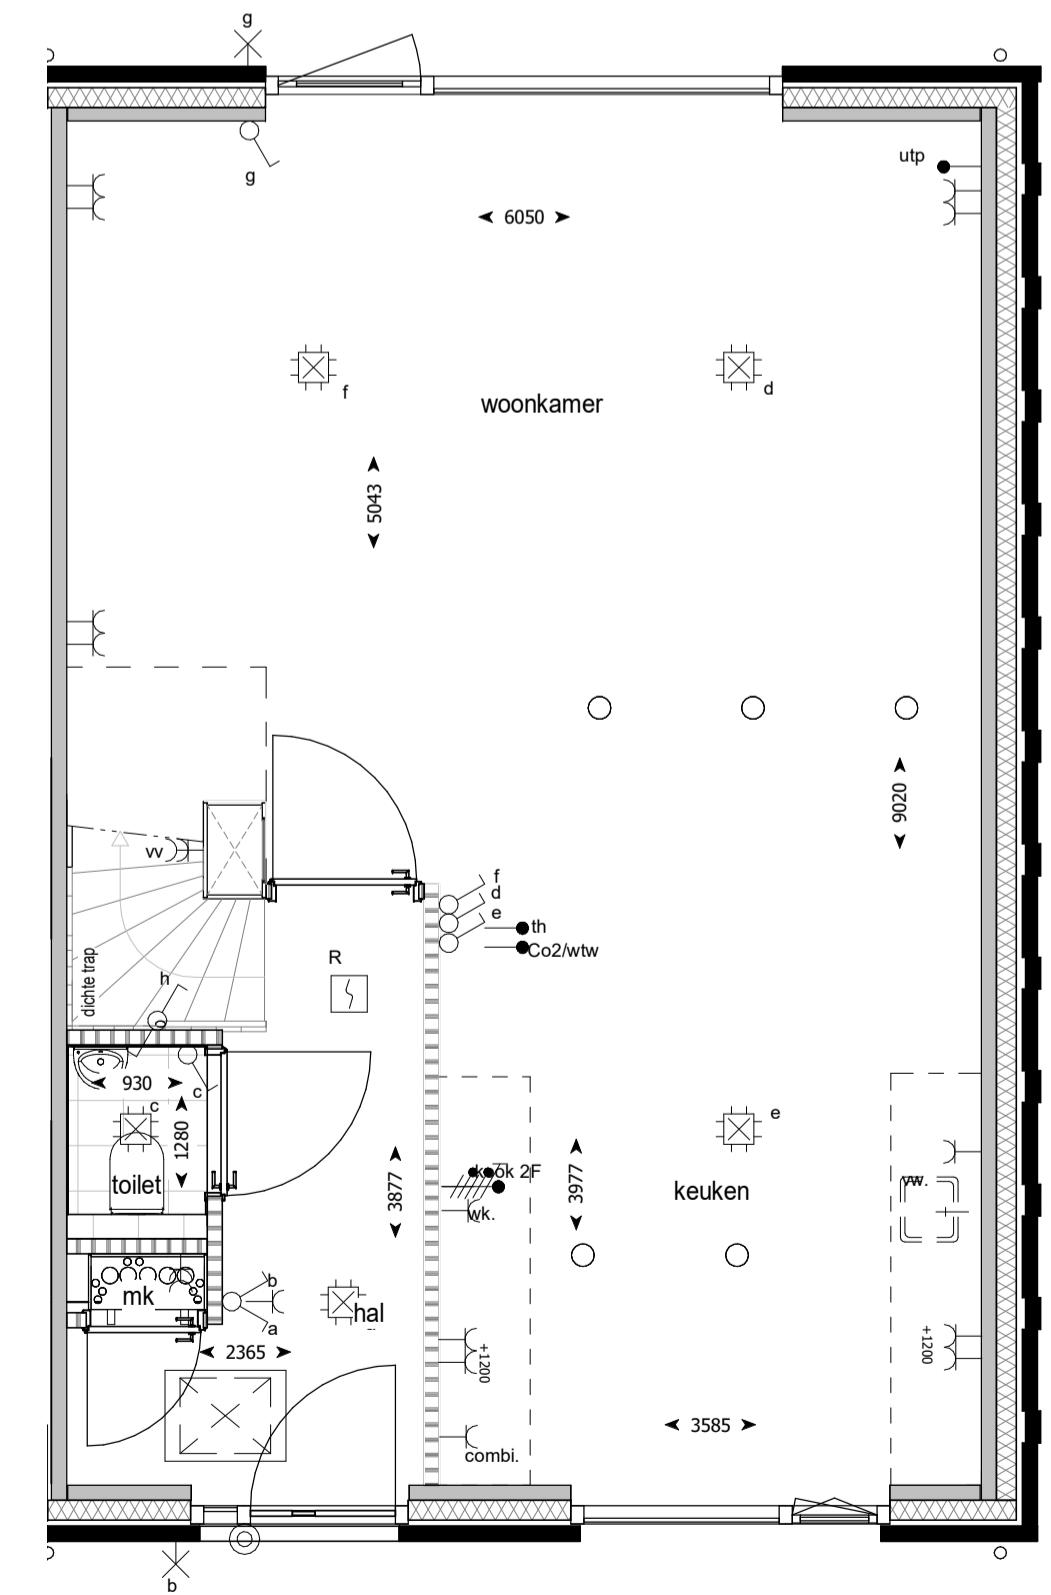 g
g
utp
6050
f
d
woonkamer
5043
9020
vv
f
d
e
th
Co2/wtw
R
dichte trap
h
930
c
c
1280
toilet
e
3877
3977
kook 2F
wk.
keuken
vw.
mk
b
a
hal
2365
+1200
+1200
3585
combi.
b